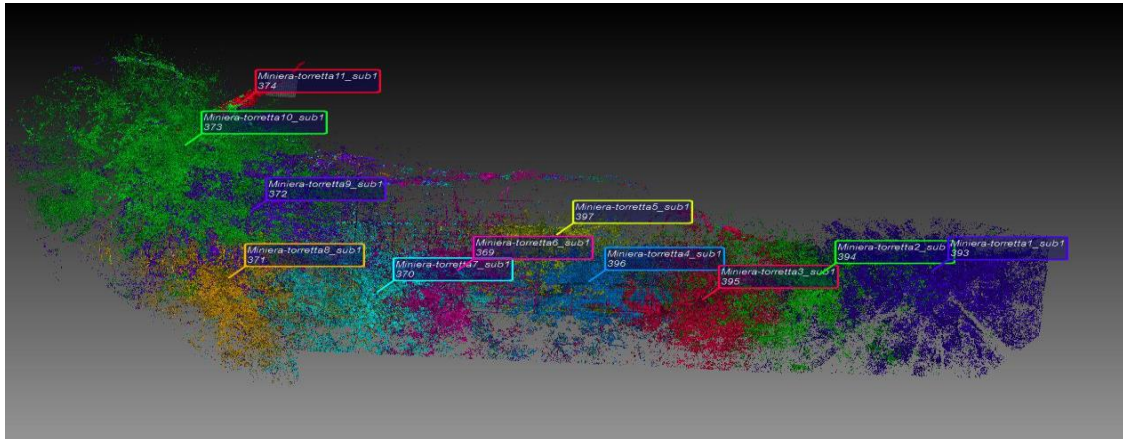 Miniera-torretta11_sub1
374
Miniera-torretta10_sub1
373
Miniera-torretta9_sub1
372
Miniera-torretta5_sub1
397
Miniera-torretta8_sub1
371
Miniera-torretta7_sub1
370
Miniera-torretta6_sub1
369
Miniera-torretta4_sub1
396
Miniera-torretta3_sub1
395
Miniera-torretta2_sub
394
Miniera-torretta1_sub1
393